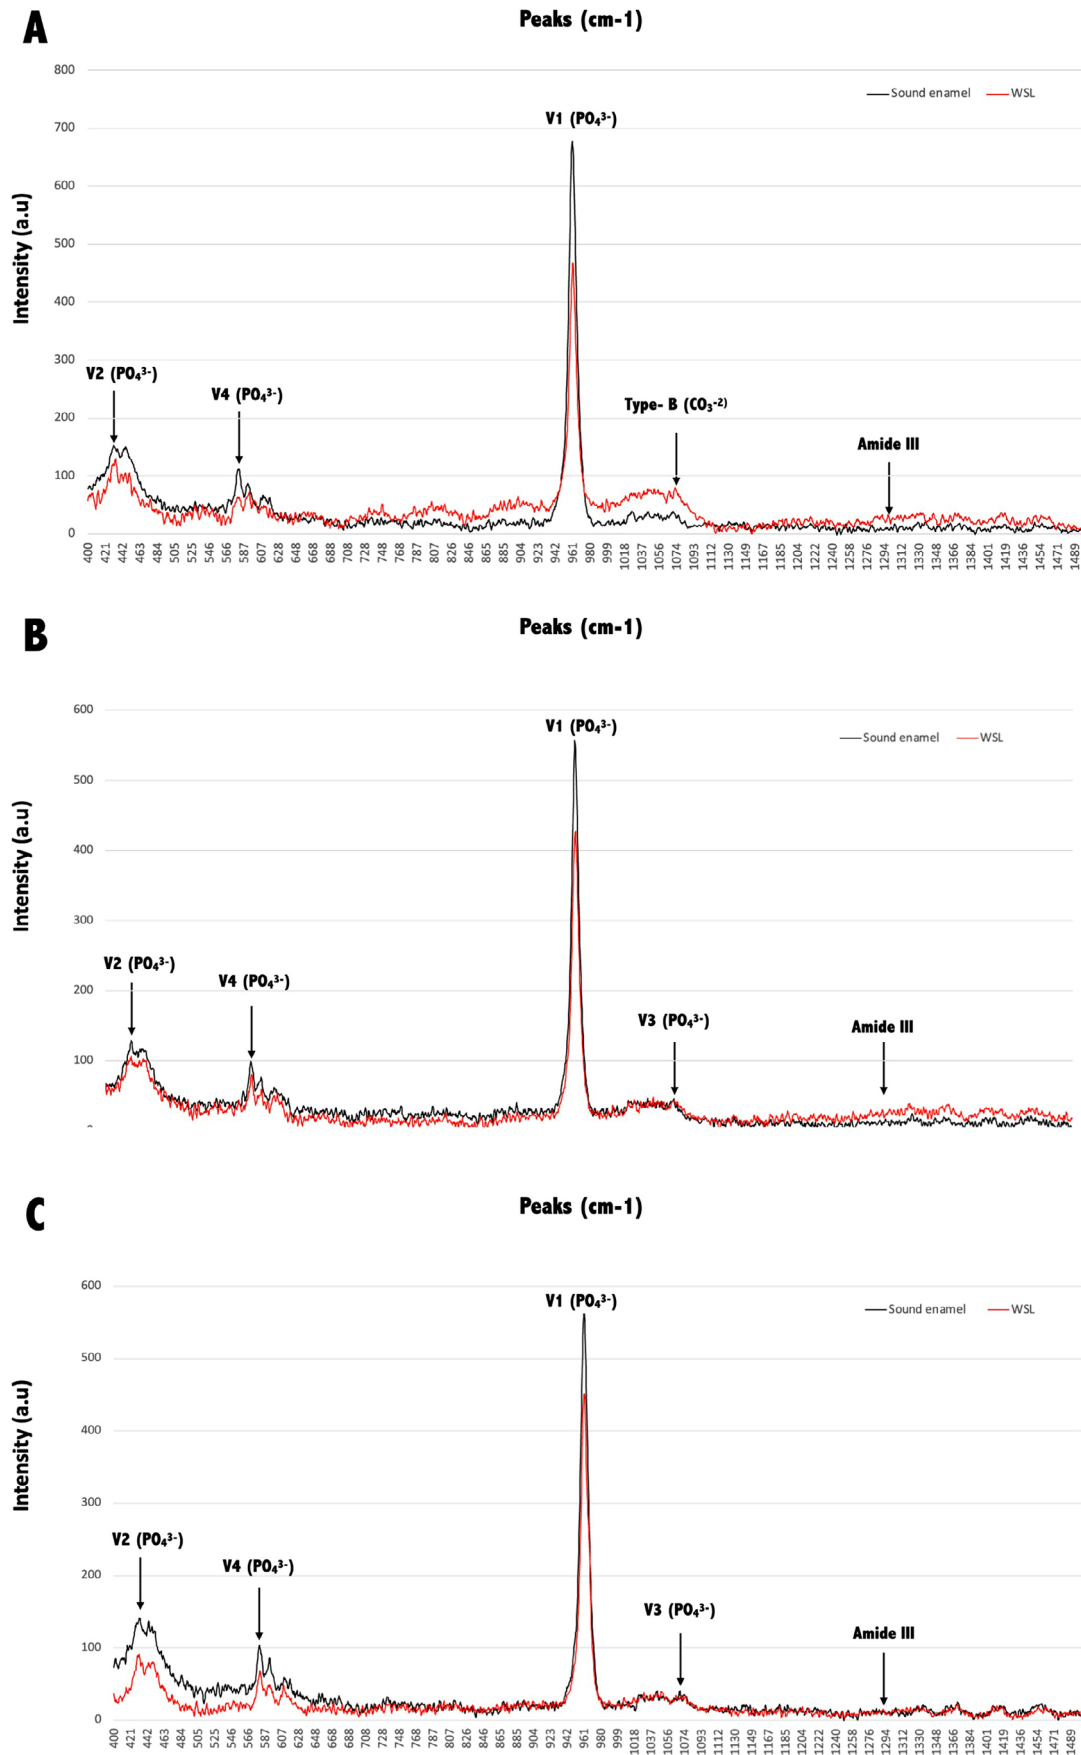 A
Peaks (cm-1)
800
700
600
500
400
300
200
100
0
Intensity (a.u)
Sound enamel WSL
V1 (PO₄³⁻)
V2 (PO₄³⁻)
V4 (PO₄³⁻)
Type- B (CO₃⁻²)
Amide III
400 421 442 463 484 505 525 546 566 587 607 628 648 668 688 708 728 748 768 787 807 826 846 865 885 904 923 942 961 980 999 1018 1037 1056 1074 1093 1112 1130 1149 1167 1185 1204 1222 1240 1258 1276 1294 1312 1330 1348 1366 1384 1401 1419 1436 1454 1471 1489
B
Peaks (cm-1)
600
500
400
300
200
100
Intensity (a.u)
Sound enamel WSL
V1 (PO₄³⁻)
V2 (PO₄³⁻)
V4 (PO₄³⁻)
V3 (PO₄³⁻)
Amide III
C
Peaks (cm-1)
600
500
400
300
200
100
0
Intensity (a.u)
Sound enamel WSL
V1 (PO₄³⁻)
V2 (PO₄³⁻)
V4 (PO₄³⁻)
V3 (PO₄³⁻)
Amide III
400 421 442 463 484 505 525 546 566 587 607 628 648 668 688 708 728 748 768 787 807 826 846 865 885 904 923 942 961 980 999 1018 1037 1056 1074 1093 1112 1130 1149 1167 1185 1204 1222 1240 1258 1276 1294 1312 1330 1348 1366 1384 1401 1419 1436 1454 1471 1489